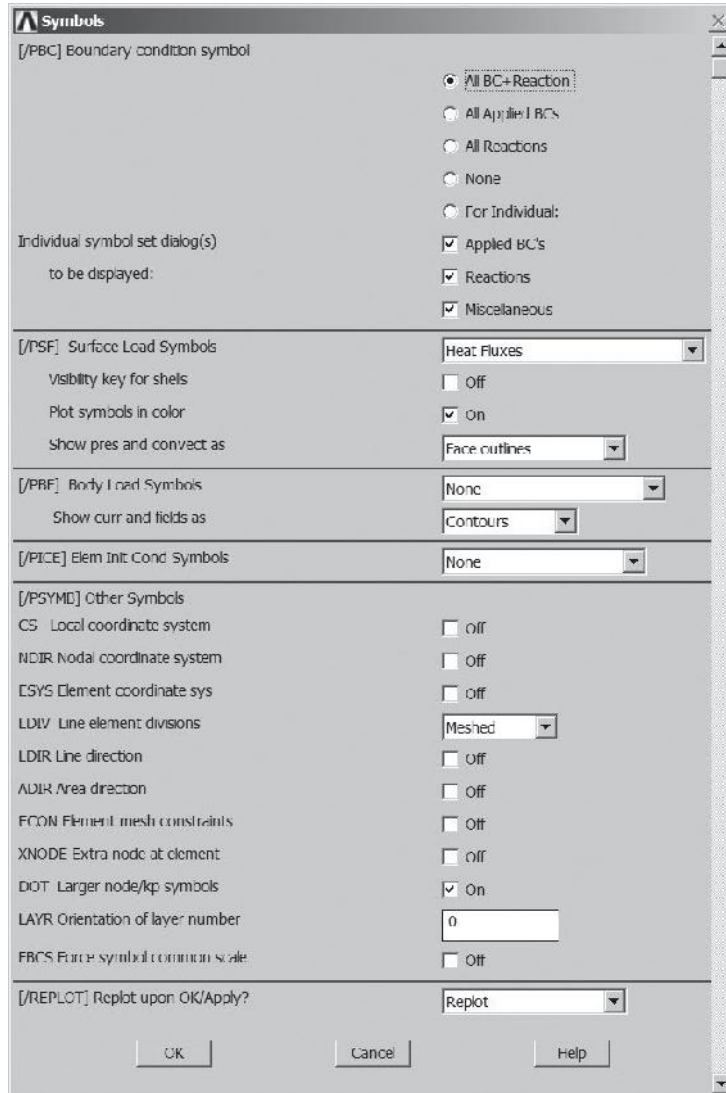 Symbols
[/PBC] Boundary condition symbol
All BC+Reaction
All Applied BCs
All Reactions
None
For Individual:
Individual symbol set dialog(s) Applied BC's
to be displayed: Reactions
Miscellaneous
[/PSF] Surface Load Symbols Heat Fluxes
Visibility key for shells Off
Plot symbols in color On
Show pres and convect as Face outlines
[/PBF] Body Load Symbols None
Show curr and fields as Contours
[/PICE] Elem Init Cond Symbols None
[/PSYMB] Other Symbols
CS Local coordinate system Off
NDIR Nodal coordinate system Off
ESYS Element coordinate sys Off
LDIV Line element divisions Meshed
LDIR Line direction Off
ADIR Area direction Off
ECON Element mesh constraints Off
XNODE Extra node at element Off
DOT Larger node/kp symbols On
LAYR Orientation of layer number 0
FBCS Force symbol common scale Off
[/REPLOT] Replot upon OK/Apply? Replot
OK Cancel Help